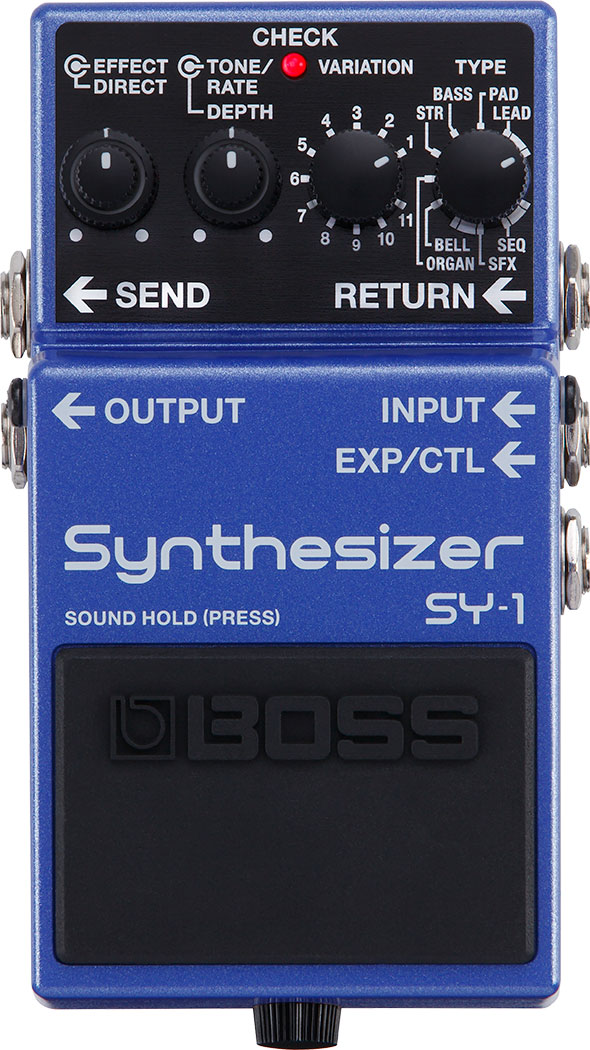 CHECK
EFFECT
DIRECT
TONE/
RATE
DEPTH
VARIATION
TYPE
BASS
PAD
STR
LEAD
4
3
2
5
1
6
7
11
8
9
10
BELL
SEQ
ORGAN
SFX
← SEND
RETURN ←
← OUTPUT
INPUT ←
EXP/CTL ←
Synthesizer
SOUND HOLD (PRESS)
SY-1
BOSS